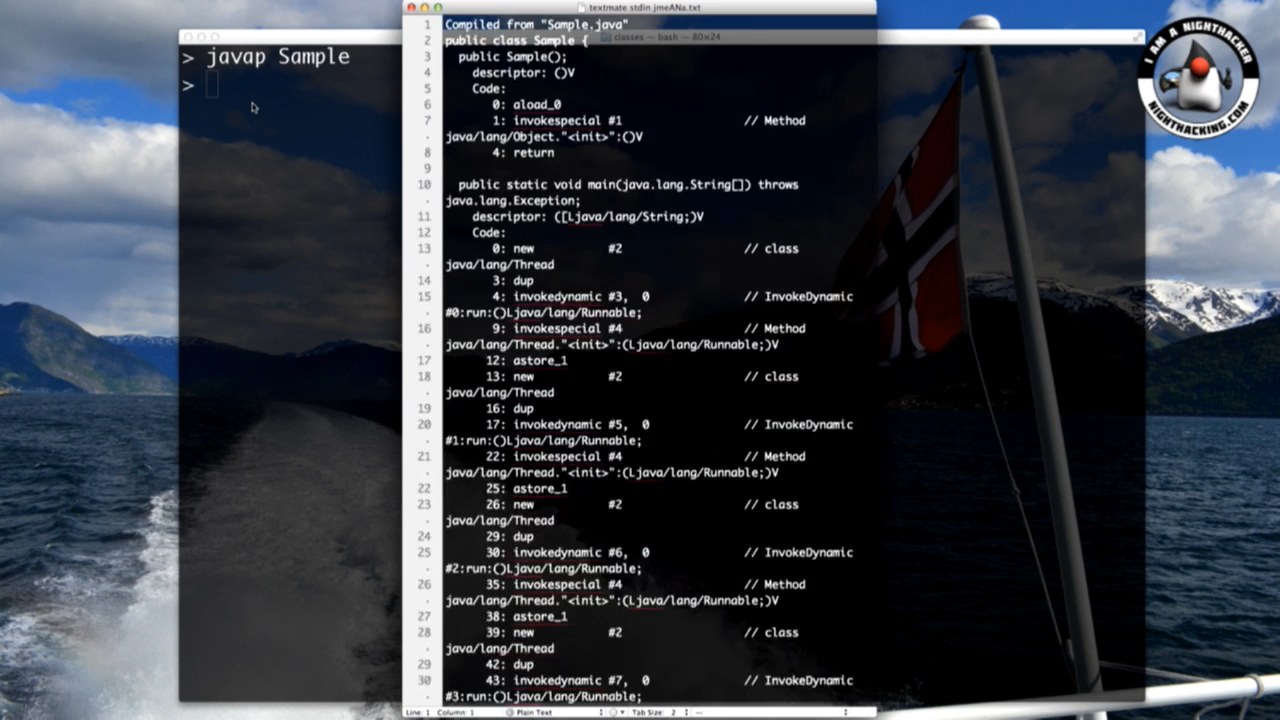 textmate stdin jmeANa.txt
classes — bash — 80×24
> javap Sample
>
1 Compiled from "Sample.java"
2 public class Sample {
3 public Sample();
4 descriptor: ()V
5 Code:
6 0: aload_0
7 1: invokespecial #1 // Method
· java/lang/Object."<init>":()V
8 4: return
9
10 public static void main(java.lang.String[]) throws
· java.lang.Exception;
11 descriptor: ([Ljava/lang/String;)V
12 Code:
13 0: new #2 // class
· java/lang/Thread
14 3: dup
15 4: invokedynamic #3, 0 // InvokeDynamic
· #0:run:()Ljava/lang/Runnable;
16 9: invokespecial #4 // Method
· java/lang/Thread."<init>":(Ljava/lang/Runnable;)V
17 12: astore_1
18 13: new #2 // class
· java/lang/Thread
19 16: dup
20 17: invokedynamic #5, 0 // InvokeDynamic
· #1:run:()Ljava/lang/Runnable;
21 22: invokespecial #4 // Method
· java/lang/Thread."<init>":(Ljava/lang/Runnable;)V
22 25: astore_1
23 26: new #2 // class
· java/lang/Thread
24 29: dup
25 30: invokedynamic #6, 0 // InvokeDynamic
· #2:run:()Ljava/lang/Runnable;
26 35: invokespecial #4 // Method
· java/lang/Thread."<init>":(Ljava/lang/Runnable;)V
27 38: astore_1
28 39: new #2 // class
· java/lang/Thread
29 42: dup
30 43: invokedynamic #7, 0 // InvokeDynamic
· #3:run:()Ljava/lang/Runnable;
Line: 1 Column: 1 Plain Text Tab Size: 2 —
I AM A NIGHTHACKER
NIGHTHACKING.COM